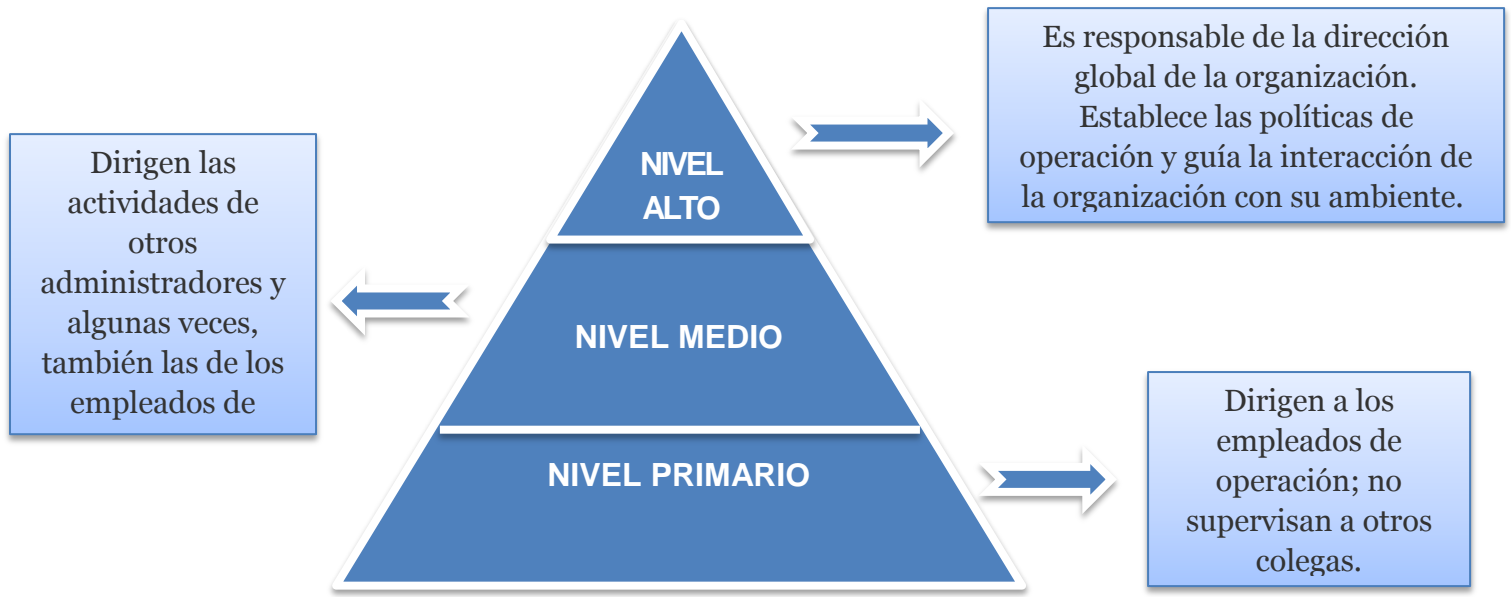 Es responsable de la dirección
global de la organización.
Establece las políticas de
operación y guía la interacción de
la organización con su ambiente.
NIVEL
ALTO
Dirigen las
actividades de
otros
administradores y
algunas veces,
también las de los
empleados de
NIVEL MEDIO
NIVEL PRIMARIO
Dirigen a los
empleados de
operación; no
supervisan a otros
colegas.